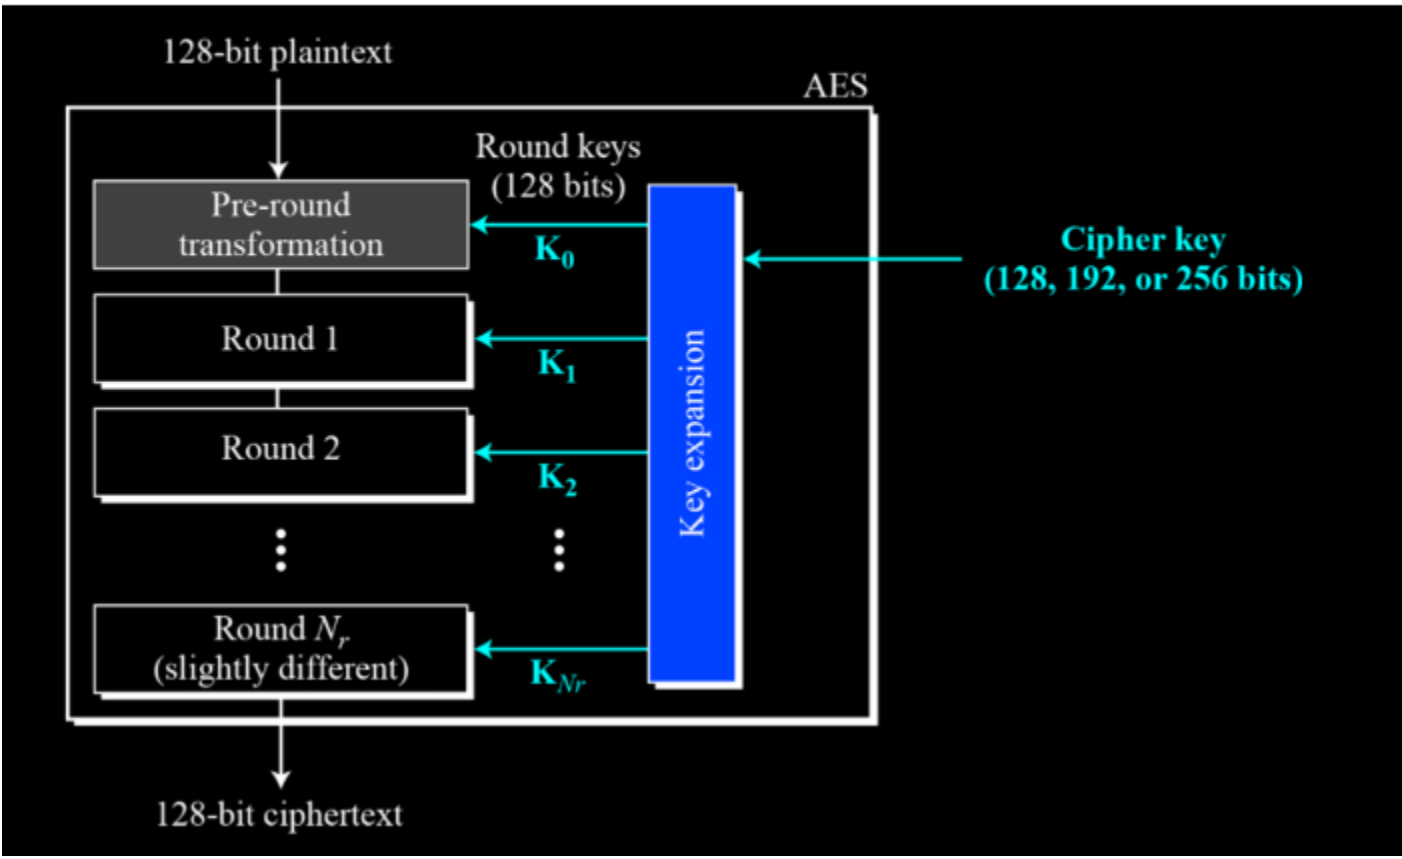 128-bit plaintext
AES
Round keys
(128 bits)
Pre-round
transformation
K₀
Cipher key
(128, 192, or 256 bits)
Round 1
K₁
Round 2
K₂
Key expansion
Round Nᵣ
(slightly different)
K_Nr
128-bit ciphertext